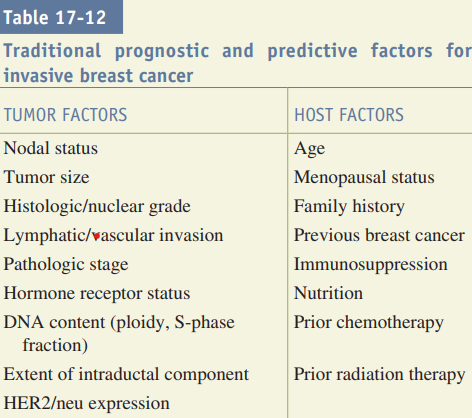 Table 17-12
Traditional prognostic and predictive factors for
invasive breast cancer
TUMOR FACTORS HOST FACTORS
Nodal status Age
Tumor size Menopausal status
Histologic/nuclear grade Family history
Lymphatic/vascular invasion Previous breast cancer
Pathologic stage Immunosuppression
Hormone receptor status Nutrition
DNA content (ploidy, S-phase Prior chemotherapy
fraction)
Extent of intraductal component Prior radiation therapy
HER2/neu expression